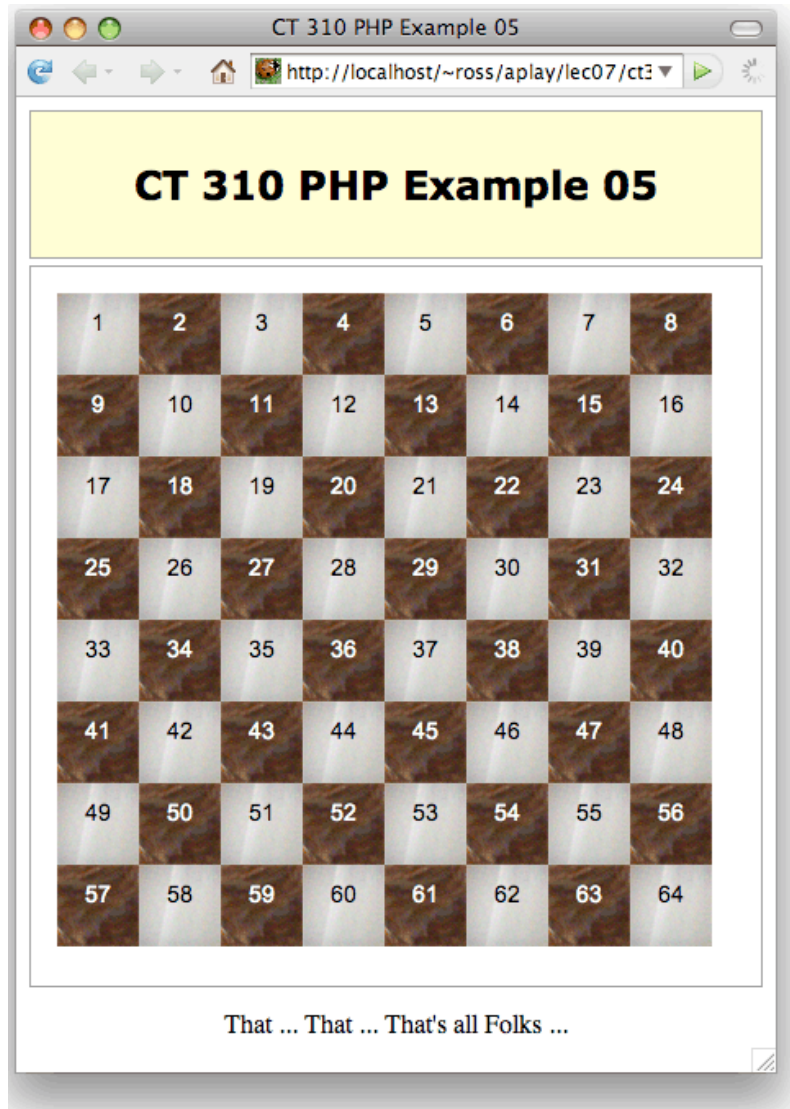 CT 310 PHP Example 05
http://localhost/~ross/aplay/lec07/ct3
CT 310 PHP Example 05
1 2 3 4 5 6 7 8
9 10 11 12 13 14 15 16
17 18 19 20 21 22 23 24
25 26 27 28 29 30 31 32
33 34 35 36 37 38 39 40
41 42 43 44 45 46 47 48
49 50 51 52 53 54 55 56
57 58 59 60 61 62 63 64
That ... That ... That's all Folks ...